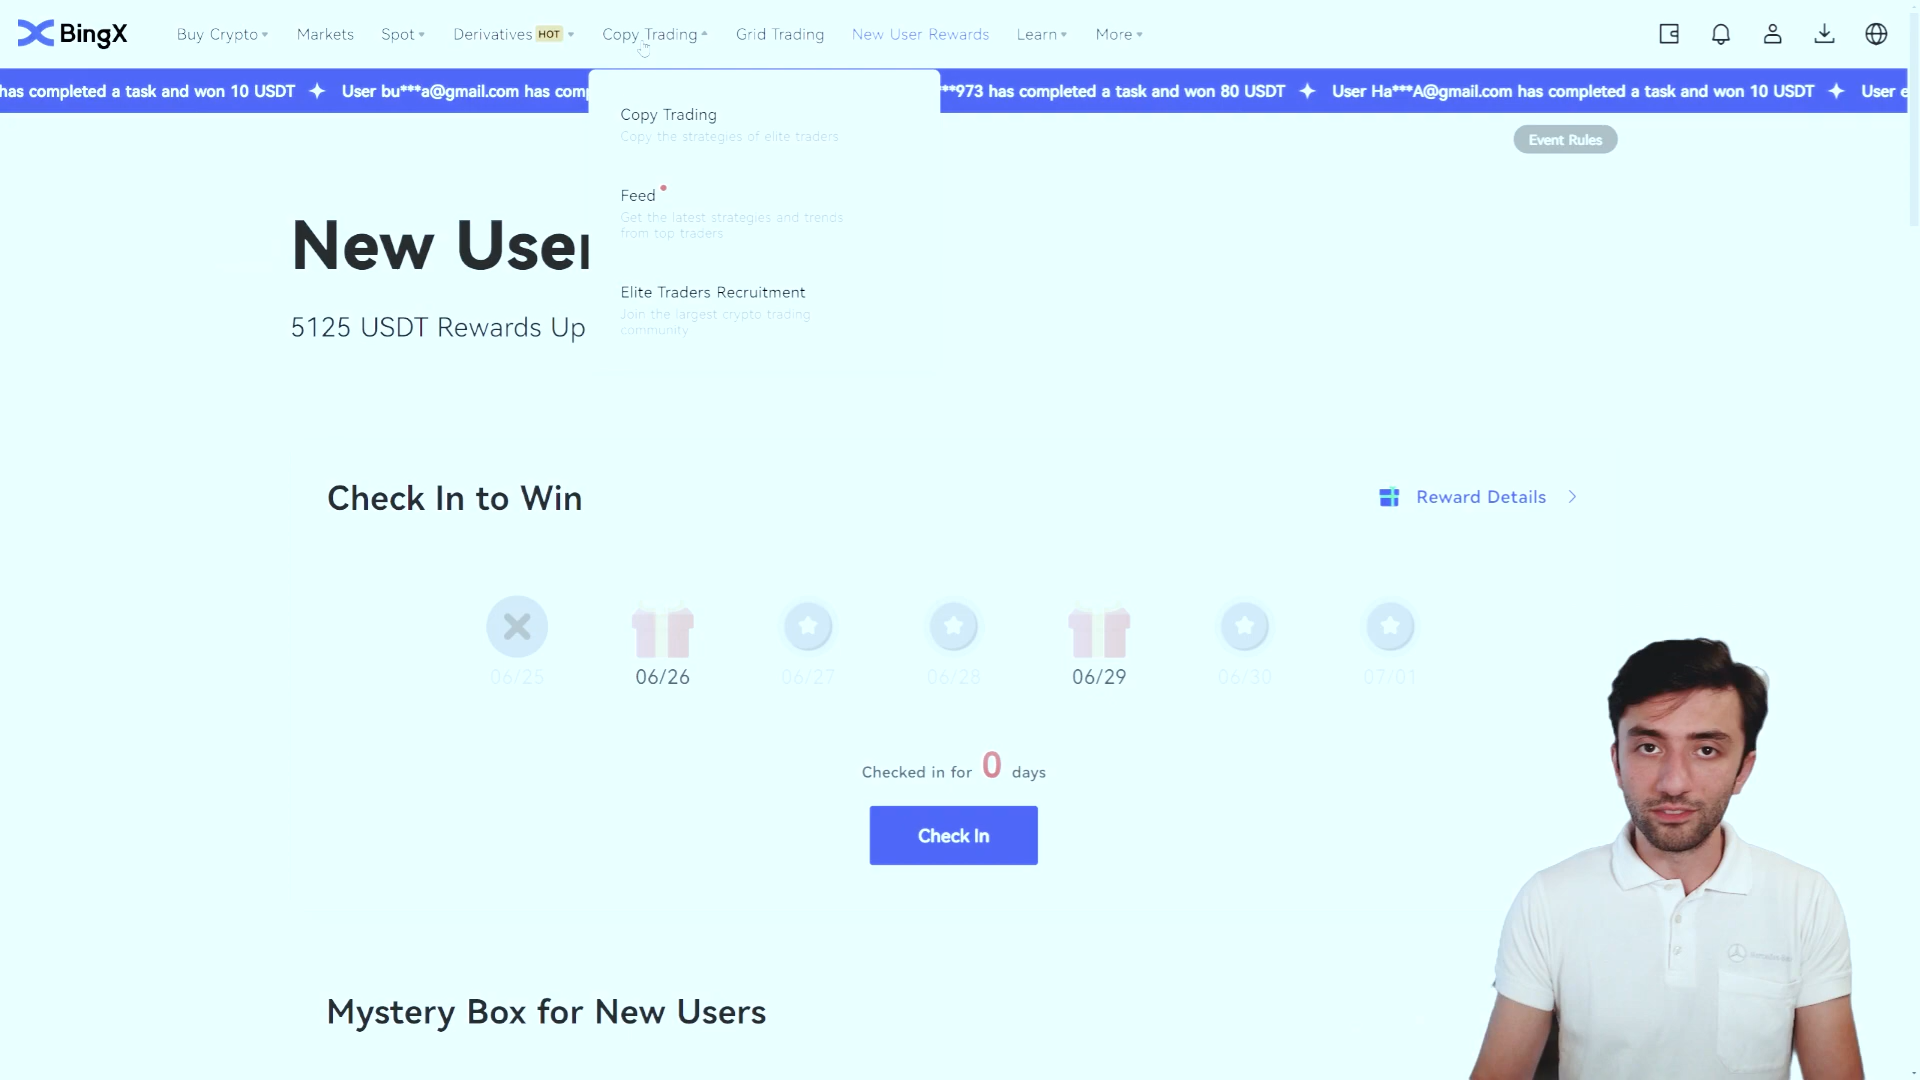 BingX
Buy Crypto
Markets
Spot
Derivatives HOT
Copy Trading
Grid Trading
New User Rewards
Learn
More
has completed a task and won 10 USDT
User bu***a@gmail.com has
**973 has completed a task and won 80 USDT
User Ha***A@gmail.com has completed a task and won 10 USDT
User
Copy Trading
Copy the strategies of elite traders
Feed
Get the latest strategies and trends
from top traders
Elite Traders Recruitment
Join the largest crypto trading
community
Event Rules
New User
5125 USDT Rewards Up
Check In to Win
Reward Details
06/25
06/26
06/27
06/28
06/29
06/30
07/01
Checked in for 0 days
Check In
Mystery Box for New Users